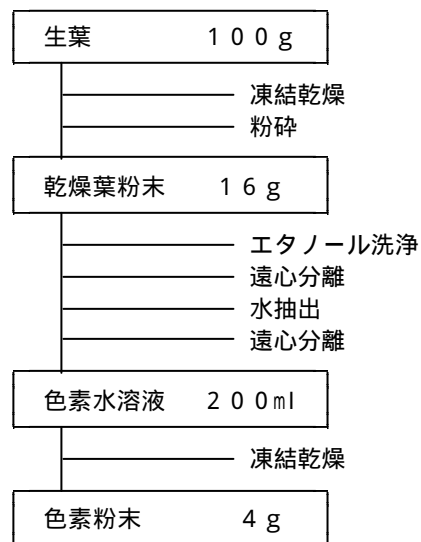 生葉 100g
凍結乾燥
粉砕
乾燥葉粉末 16g
エタノール洗浄
遠心分離
水抽出
遠心分離
色素水溶液 200ml
凍結乾燥
色素粉末 4g